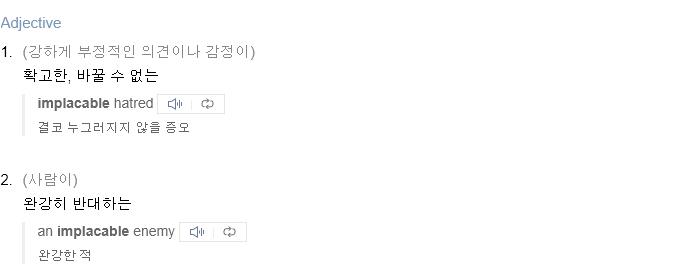 Adjective
1. (강하게 부정적인 의견이나 감정이)
확고한, 바꿀 수 없는
implacable hatred
결코 누그러지지 않을 증오
2. (사람이)
완강히 반대하는
an implacable enemy
완강한 적